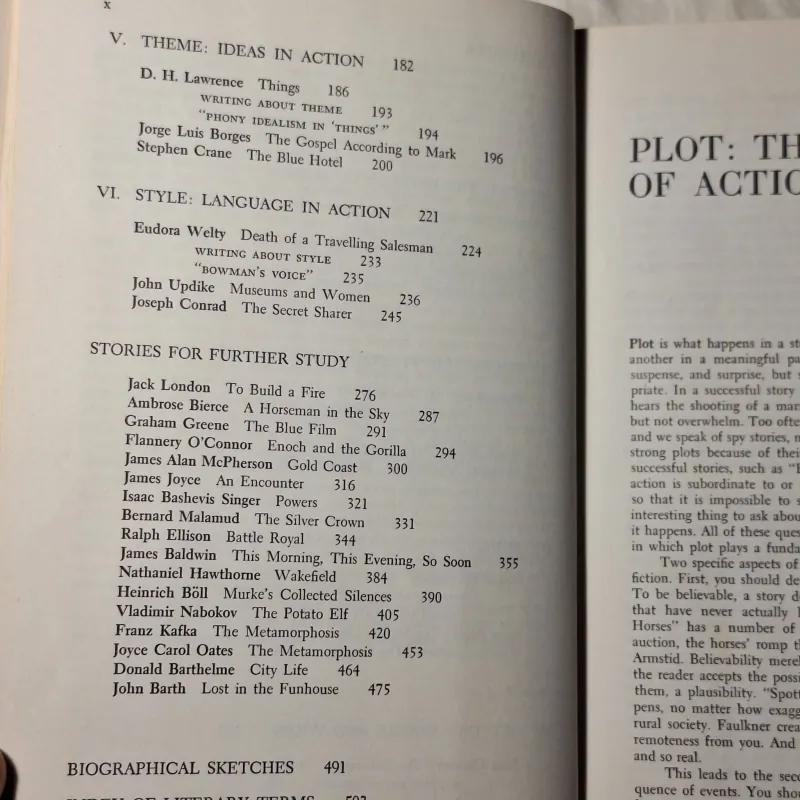 x
V. THEME: IDEAS IN ACTION 182
D. H. Lawrence Things 186
WRITING ABOUT THEME 193
"PHONY IDEALISM IN 'THINGS'" 194
Jorge Luis Borges The Gospel According to Mark 196
Stephen Crane The Blue Hotel 200
VI. STYLE: LANGUAGE IN ACTION 221
Eudora Welty Death of a Travelling Salesman 224
WRITING ABOUT STYLE 233
"BOWMAN'S VOICE" 235
John Updike Museums and Women 236
Joseph Conrad The Secret Sharer 245
STORIES FOR FURTHER STUDY
Jack London To Build a Fire 276
Ambrose Bierce A Horseman in the Sky 287
Graham Greene The Blue Film 291
Flannery O'Connor Enoch and the Gorilla 294
James Alan McPherson Gold Coast 300
James Joyce An Encounter 316
Isaac Bashevis Singer Powers 321
Bernard Malamud The Silver Crown 331
Ralph Ellison Battle Royal 344
James Baldwin This Morning, This Evening, So Soon 355
Nathaniel Hawthorne Wakefield 384
Heinrich Böll Murke's Collected Silences 390
Vladimir Nabokov The Potato Elf 405
Franz Kafka The Metamorphosis 420
Joyce Carol Oates The Metamorphosis 453
Donald Barthelme City Life 464
John Barth Lost in the Funhouse 475
BIOGRAPHICAL SKETCHES 491
INDEX OF LITERARY TERMS
PLOT: TH
OF ACTIO
Plot is what happens in a st
another in a meaningful pa
suspense, and surprise, but s
priate. In a successful story
hears the shooting of a mar
but not overwhelm. Too ofte
and we speak of spy stories, m
strong plots because of thei
successful stories, such as "
action is subordinate to or
so that it is impossible to s
interesting thing to ask abou
it happens. All of these que
in which plot plays a funda
Two specific aspects of
fiction. First, you should de
To be believable, a story d
that have never actually
Horses" has a number of
auction, the horses' romp t
Armstid. Believability mere
the reader accepts the possi
them, a plausibility. "Spott
pens, no matter how exagg
rural society. Faulkner crea
remoteness from you. And
and so real.
This leads to the seco
quence of events. You shou